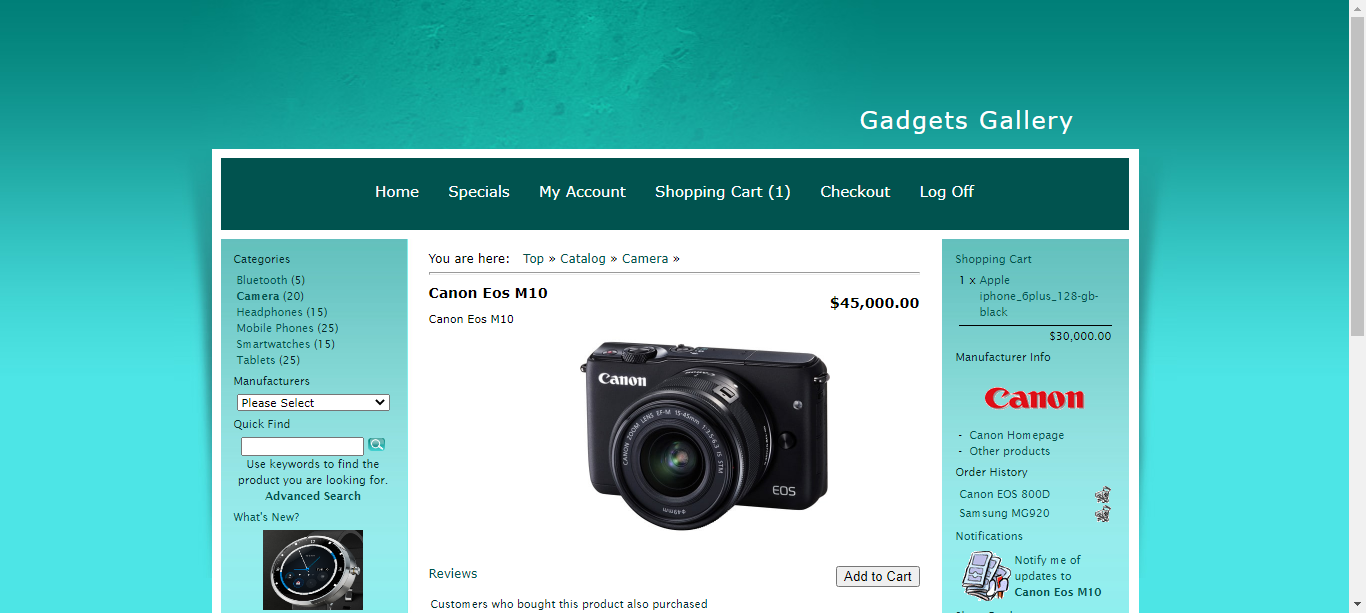 Gadgets Gallery
Home Specials My Account Shopping Cart (1) Checkout Log Off
Categories
Bluetooth (5)
Camera (20)
Headphones (15)
Mobile Phones (25)
Smartwatches (15)
Tablets (25)
Manufacturers
Please Select
Quick Find
Use keywords to find the
product you are looking for.
Advanced Search
What's New?
You are here: Top » Catalog » Camera »
Canon Eos M10
$45,000.00
Canon Eos M10
Canon
CANON ZOOM LENS EF-M 15-45mm 1:3.5-6.3 IS STM
Φ49mm
EOS
Reviews
Add to Cart
Customers who bought this product also purchased
Shopping Cart
1 x Apple
iphone_6plus_128-gb-
black
$30,000.00
Manufacturer Info
Canon
- Canon Homepage
- Other products
Order History
Canon EOS 800D
Samsung MG920
Notifications
Notify me of
updates to
Canon Eos M10